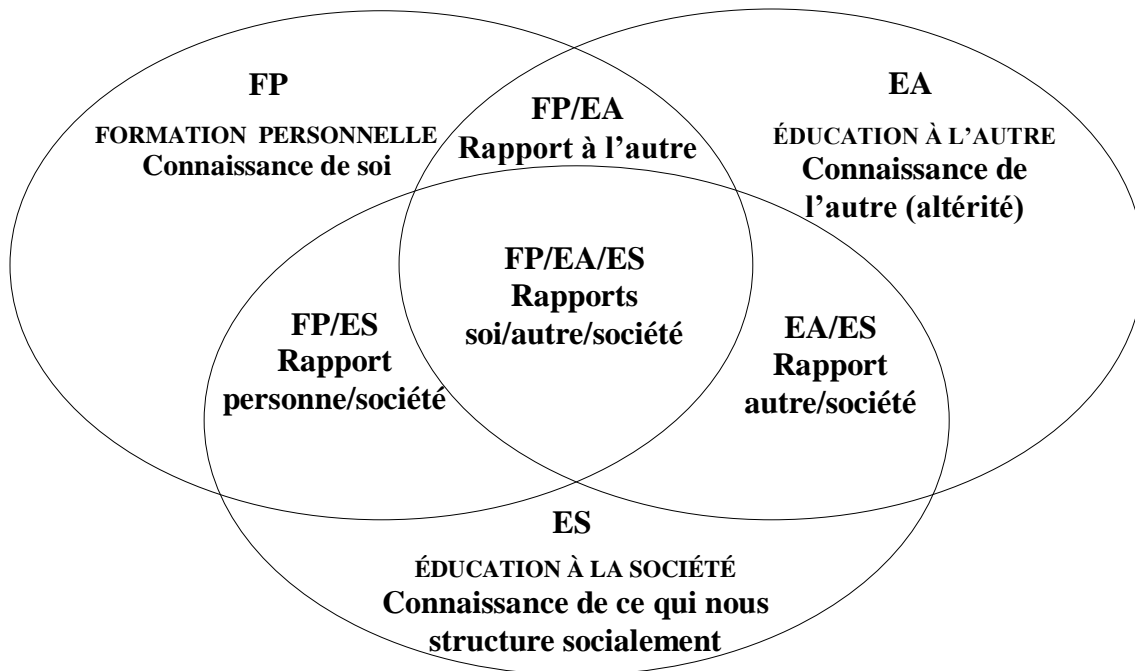 FP
FORMATION PERSONNELLE
Connaissance de soi
FP/EA
Rapport à l’autre
EA
ÉDUCATION À L’AUTRE
Connaissance de
l’autre (altérité)
FP/EA/ES
Rapports
soi/autre/société
FP/ES
Rapport
personne/société
EA/ES
Rapport
autre/société
ES
ÉDUCATION À LA SOCIÉTÉ
Connaissance de ce qui nous
structure socialement